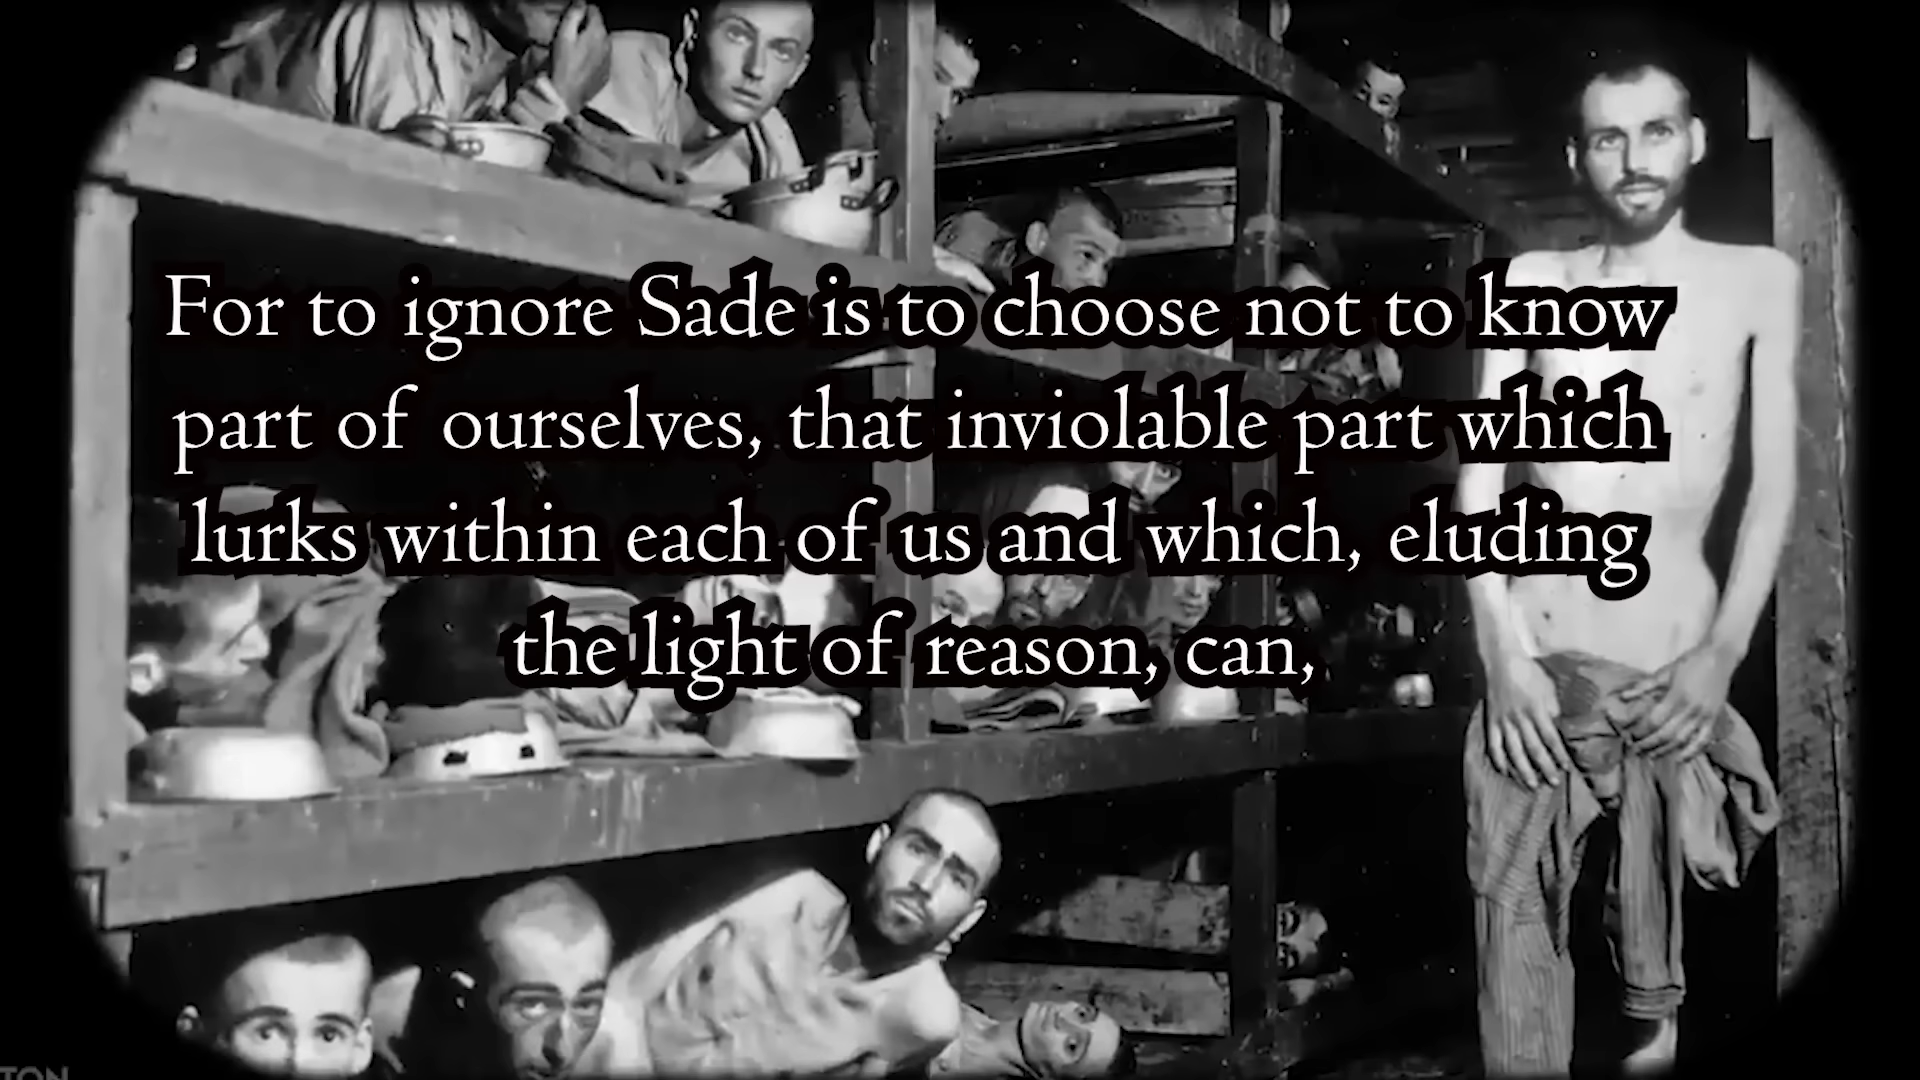 For to ignore Sade is to choose not to know
part of ourselves, that inviolable part which
lurks within each of us and which, eluding
the light of reason, can,
TON